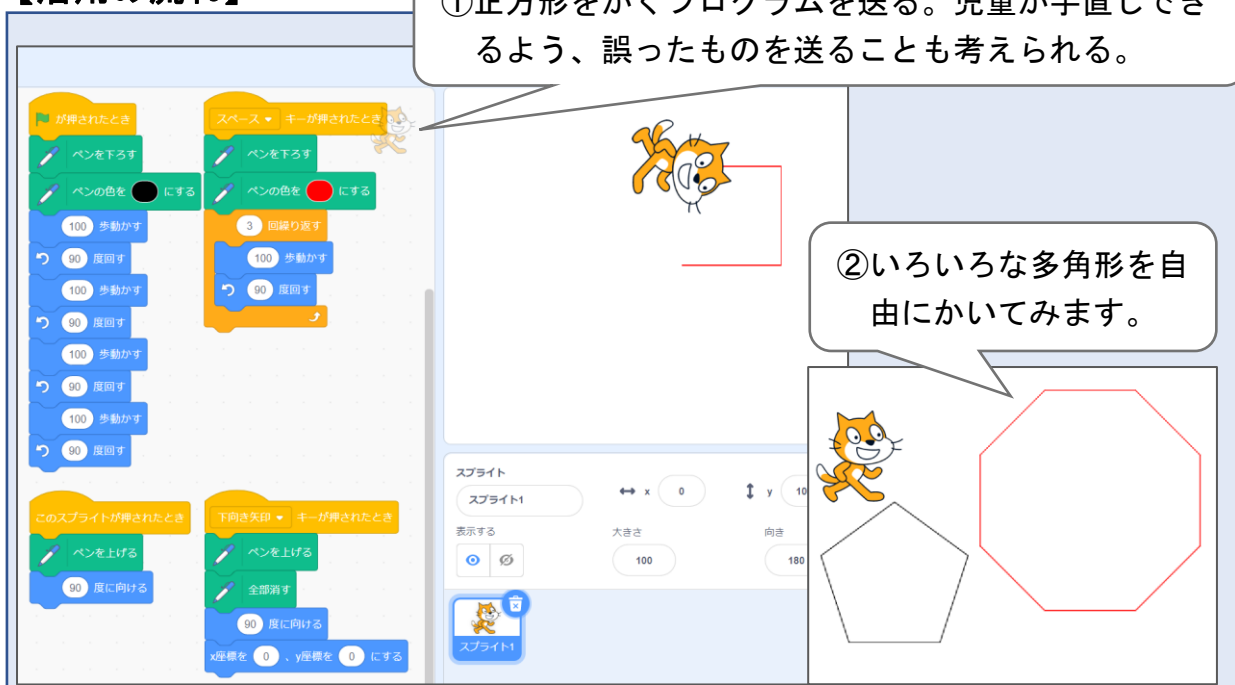 【活用の流れ】
①正方形をかくプログラムを送る。児童が手直しでき
るよう、誤ったものを送ることも考えられる。
が押されたとき
ペンを下ろす
ペンの色を にする
100 歩動かす
90 度回す
100 歩動かす
90 度回す
100 歩動かす
90 度回す
100 歩動かす
90 度回す
スペース キーが押されたとき
ペンを下ろす
ペンの色を にする
3 回繰り返す
100 歩動かす
90 度回す
このスプライトが押されたとき
ペンを上げる
90 度に向ける
下向き矢印 キーが押されたとき
ペンを上げる
全部消す
90 度に向ける
x座標を 0 、y座標を 0 にする
スプライト
スプライト1
x 0
y 10
表示する
大きさ
100
向き
180
スプライト1
②いろいろな多角形を自
由にかいてみます。